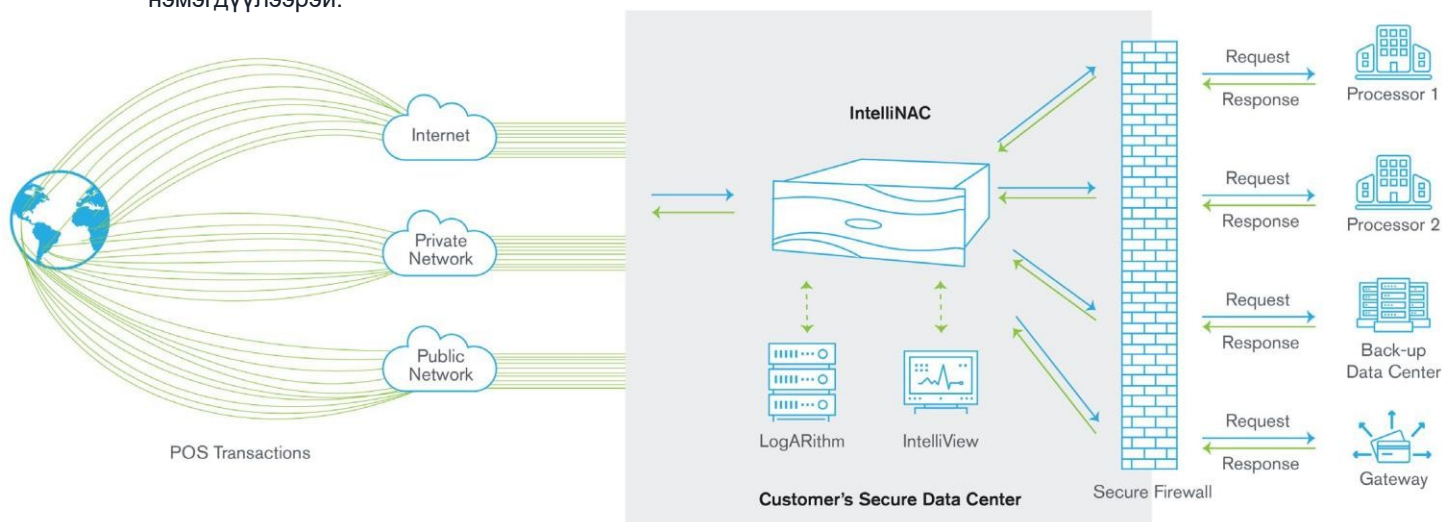 нэмэгдүүлээрэй.
Internet
Private
Network
Public
Network
POS Transactions
IntelliNAC
LogARithm
IntelliView
Customer's Secure Data Center
Secure Firewall
Request
Response
Processor 1
Request
Response
Processor 2
Request
Response
Back-up
Data Center
Request
Response
Gateway